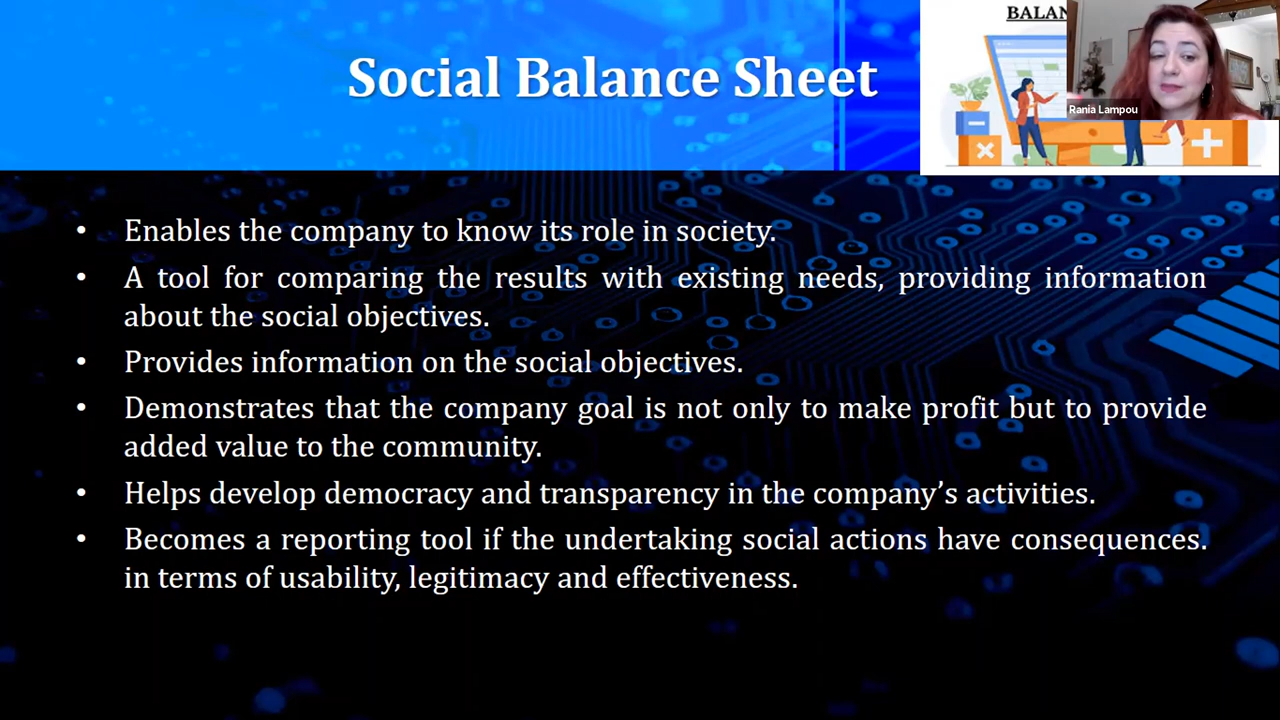 Social Balance Sheet
BALAN
Rania Lampou
• Enables the company to know its role in society.
• A tool for comparing the results with existing needs, providing information
about the social objectives.
• Provides information on the social objectives.
• Demonstrates that the company goal is not only to make profit but to provide
added value to the community.
• Helps develop democracy and transparency in the company’s activities.
• Becomes a reporting tool if the undertaking social actions have consequences.
in terms of usability, legitimacy and effectiveness.